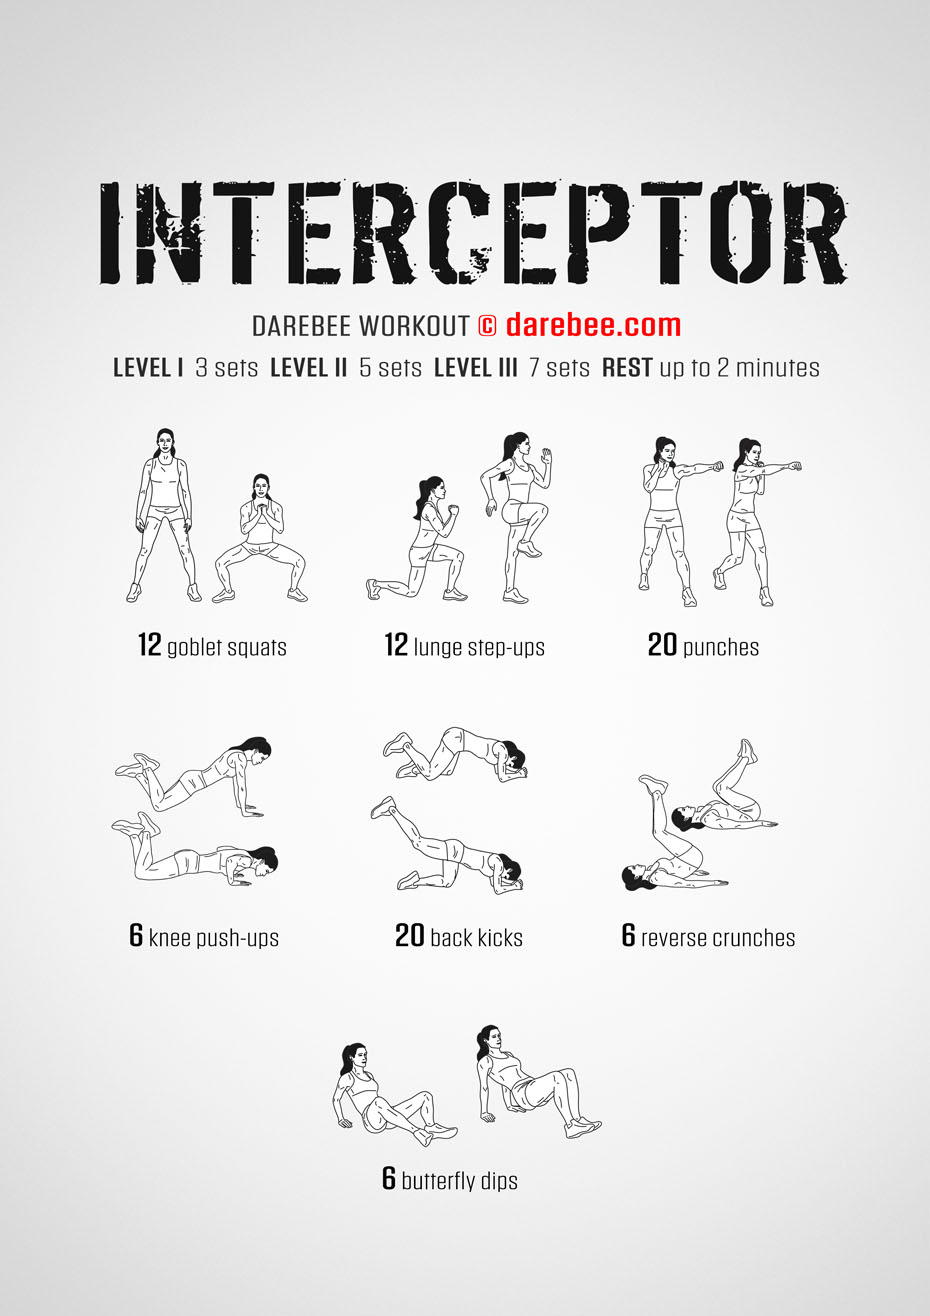 INTERCEPTOR
DAREBEE WORKOUT © darebee.com
LEVEL I 3 sets LEVEL II 5 sets LEVEL III 7 sets REST up to 2 minutes
12 goblet squats
12 lunge step-ups
20 punches
6 knee push-ups
20 back kicks
6 reverse crunches
6 butterfly dips